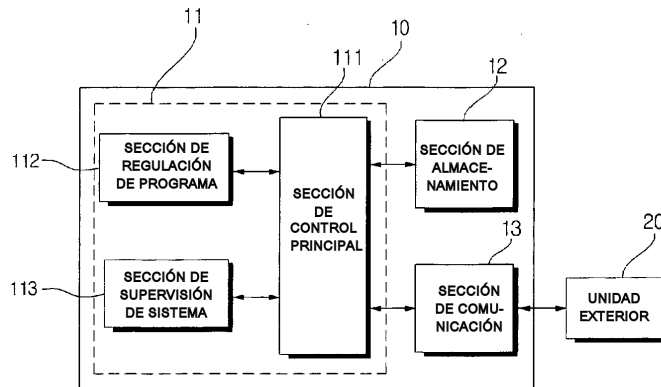 11
10
111
12
112
SECCIÓN DE
REGULACIÓN
DE PROGRAMA
SECCIÓN
DE
CONTROL
PRINCIPAL
SECCIÓN DE
ALMACE-
NAMIENTO
13
20
113
SECCIÓN DE
SUPERVISIÓN
DE SISTEMA
SECCIÓN
DE COMU-
NICACIÓN
UNIDAD
EXTERIOR